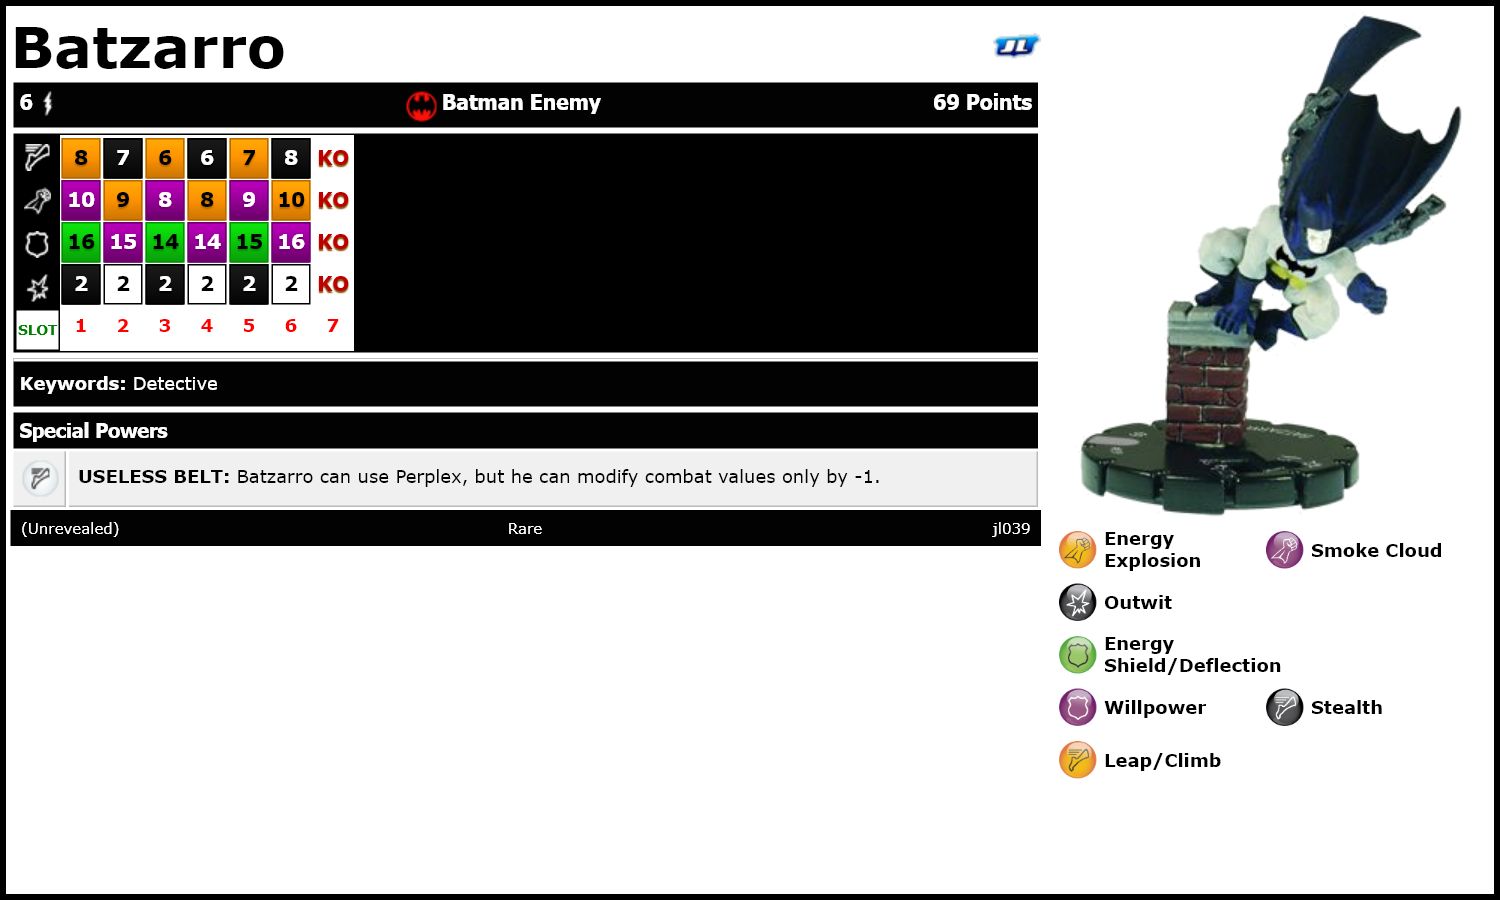 Batzarro
JL
6 Batman Enemy 69 Points
8 7 6 6 7 8 KO
10 9 8 8 9 10 KO
16 15 14 14 15 16 KO
2 2 2 2 2 2 KO
SLOT 1 2 3 4 5 6 7
Keywords: Detective
Special Powers
USELESS BELT: Batzarro can use Perplex, but he can modify combat values only by -1.
(Unrevealed) Rare jl039
BATZARRO
Energy
Explosion
Smoke Cloud
Outwit
Energy
Shield/Deflection
Willpower
Stealth
Leap/Climb